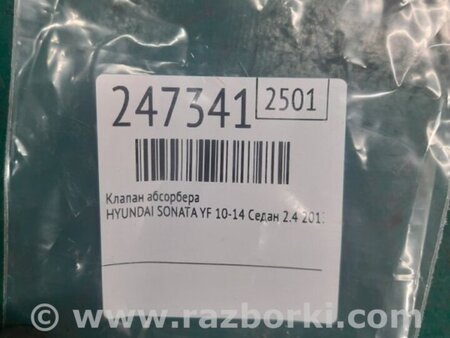 247341 2501
Клапан абсорбера
HYUNDAI SONATA YF 10-14 Седан 2.4
© www.razborki.com